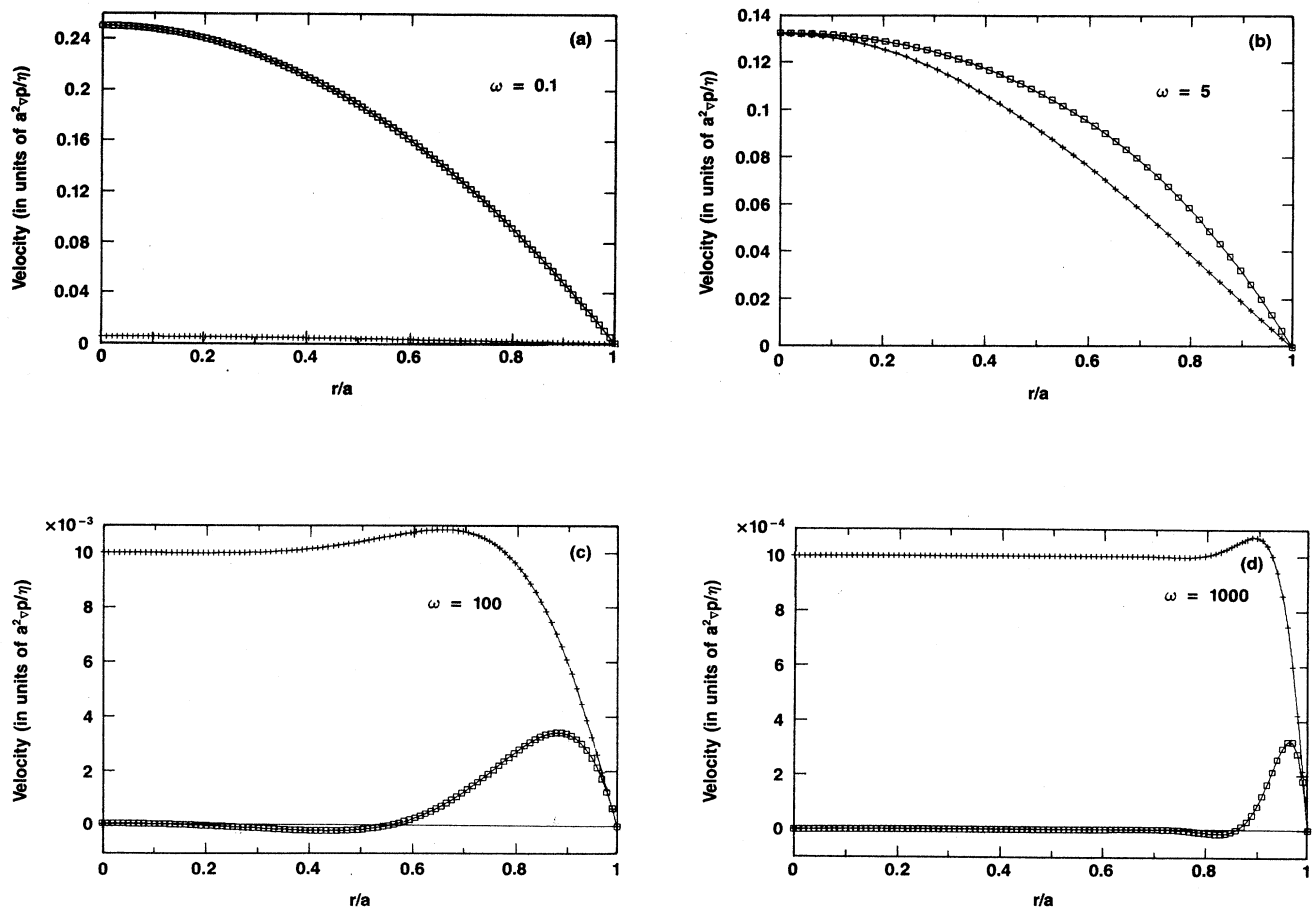 (a)
ω = 0.1
Velocity (in units of a²∇p/η)
0.24
0.20
0.16
0.12
0.08
0.04
0
0 0.2 0.4 0.6 0.8 1
r/a
(b)
ω = 5
Velocity (in units of a²∇p/η)
0.14
0.12
0.10
0.08
0.06
0.04
0.02
0
0 0.2 0.4 0.6 0.8 1
r/a
×10⁻³
(c)
ω = 100
Velocity (in units of a²∇p/η)
10
8
6
4
2
0
0 0.2 0.4 0.6 0.8 1
r/a
×10⁻⁴
(d)
ω = 1000
Velocity (in units of a²∇p/η)
10
8
6
4
2
0
0 0.2 0.4 0.6 0.8 1
r/a